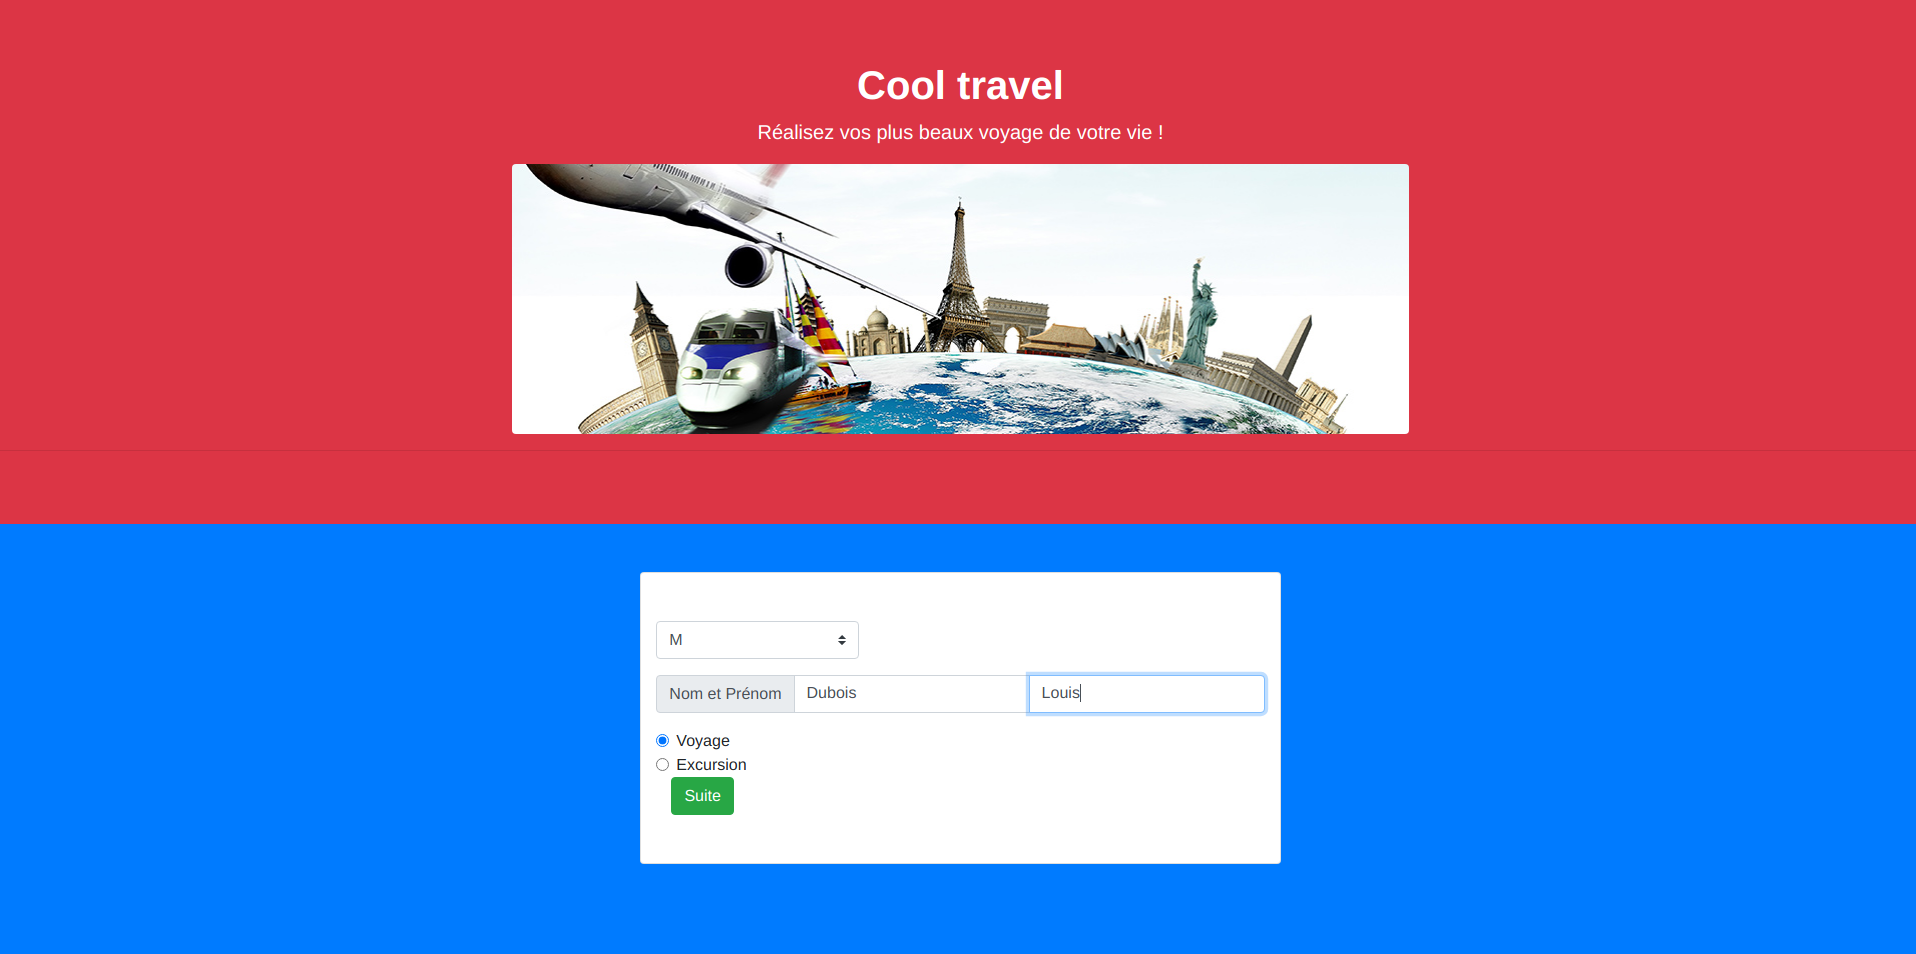 Cool travel
Réalisez vos plus beaux voyage de votre vie !
M
Nom et Prénom Dubois Louis
Voyage
Excursion
Suite